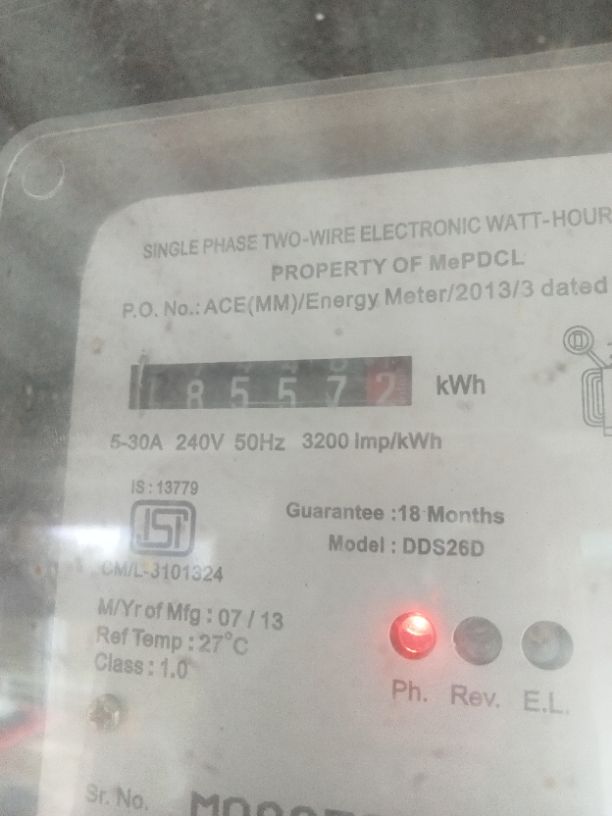 SINGLE PHASE TWO-WIRE ELECTRONIC WATT-HOUR
PROPERTY OF MePDCL
P.O. No.: ACE(MM)/Energy Meter/2013/3 dated
185572 kWh
5-30A 240V 50Hz 3200 Imp/kWh
IS : 13779
ISI
CM/L-3101324
Guarantee :18 Months
Model : DDS26D
M/Yr of Mfg : 07 / 13
Ref Temp : 27°C
Class : 1.0
Ph. Rev. E.L.
Sr. No.